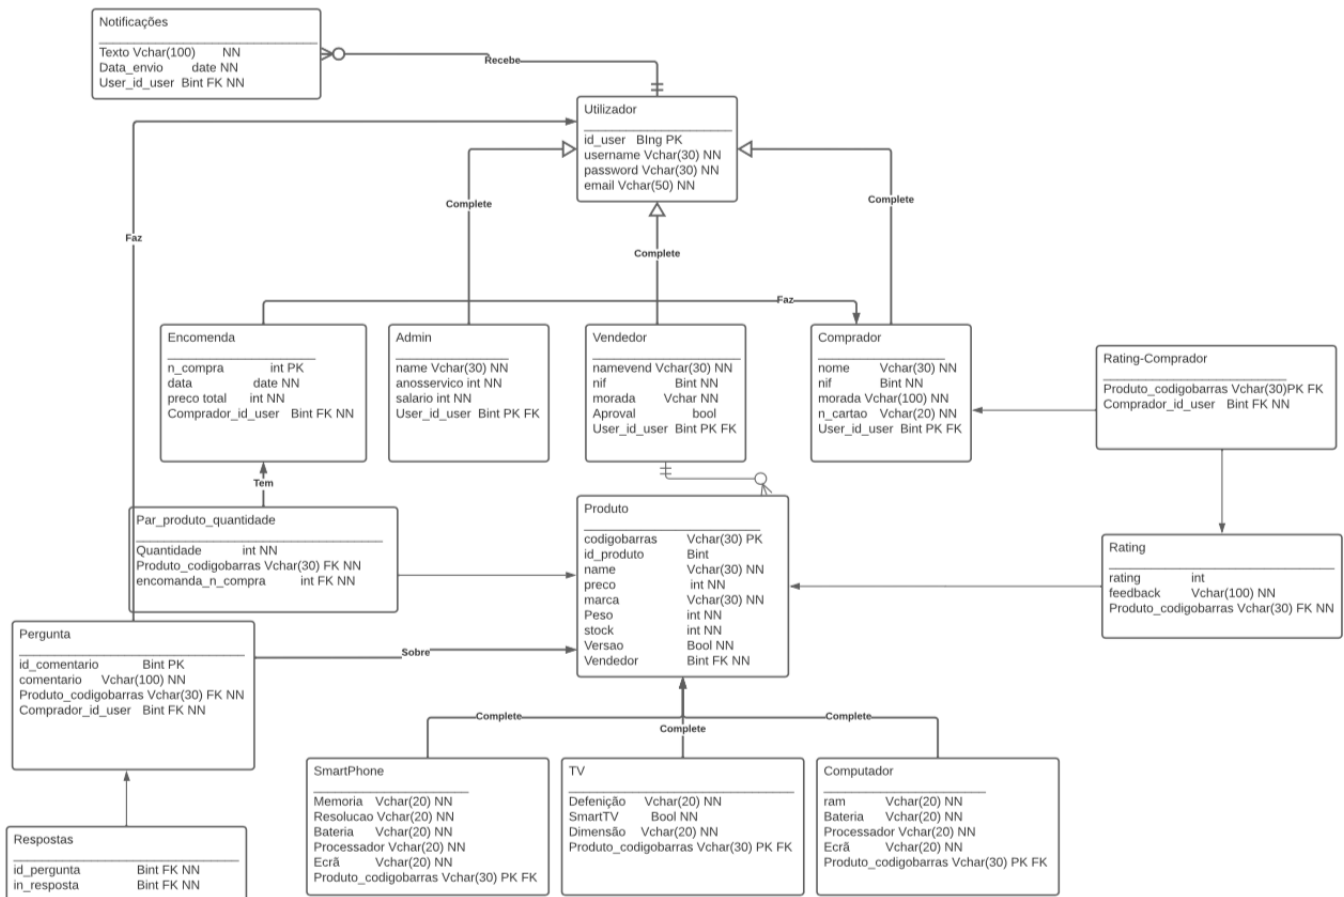 Notificações
Texto Vchar(100) NN
Data_envio date NN
User_id_user Bint FK NN
Recebe
Utilizador
id_user BIng PK
username Vchar(30) NN
password Vchar(30) NN
email Vchar(50) NN
Complete
Complete
Faz
Complete
Faz
Encomenda
n_compra int PK
data date NN
preco total int NN
Comprador_id_user Bint FK NN
Admin
name Vchar(30) NN
anosservico int NN
salario int NN
User_id_user Bint PK FK
Vendedor
namevend Vchar(30) NN
nif Bint NN
morada Vchar NN
Aproval bool
User_id_user Bint PK FK
Comprador
nome Vchar(30) NN
nif Bint NN
morada Vchar(100) NN
n_cartao Vchar(20) NN
User_id_user Bint PK FK
Rating-Comprador
Produto_codigobarras Vchar(30)PK FK
Comprador_id_user Bint FK NN
Tem
Par_produto_quantidade
Quantidade int NN
Produto_codigobarras Vchar(30) FK NN
encomanda_n_compra int FK NN
Produto
codigobarras Vchar(30) PK
id_produto Bint
name Vchar(30) NN
preco int NN
marca Vchar(30) NN
Peso int NN
stock int NN
Versao Bool NN
Vendedor Bint FK NN
Rating
rating int
feedback Vchar(100) NN
Produto_codigobarras Vchar(30) FK NN
Pergunta
id_comentario Bint PK
comentario Vchar(100) NN
Produto_codigobarras Vchar(30) FK NN
Comprador_id_user Bint FK NN
Sobre
Complete
Complete
Complete
SmartPhone
Memoria Vchar(20) NN
Resolucao Vchar(20) NN
Bateria Vchar(20) NN
Processador Vchar(20) NN
Ecrã Vchar(20) NN
Produto_codigobarras Vchar(30) PK FK
TV
Defenição Vchar(20) NN
SmartTV Bool NN
Dimensão Vchar(20) NN
Produto_codigobarras Vchar(30) PK FK
Computador
ram Vchar(20) NN
Bateria Vchar(20) NN
Processador Vchar(20) NN
Ecrã Vchar(20) NN
Produto_codigobarras Vchar(30) PK FK
Respostas
id_pergunta Bint FK NN
in_resposta Bint FK NN